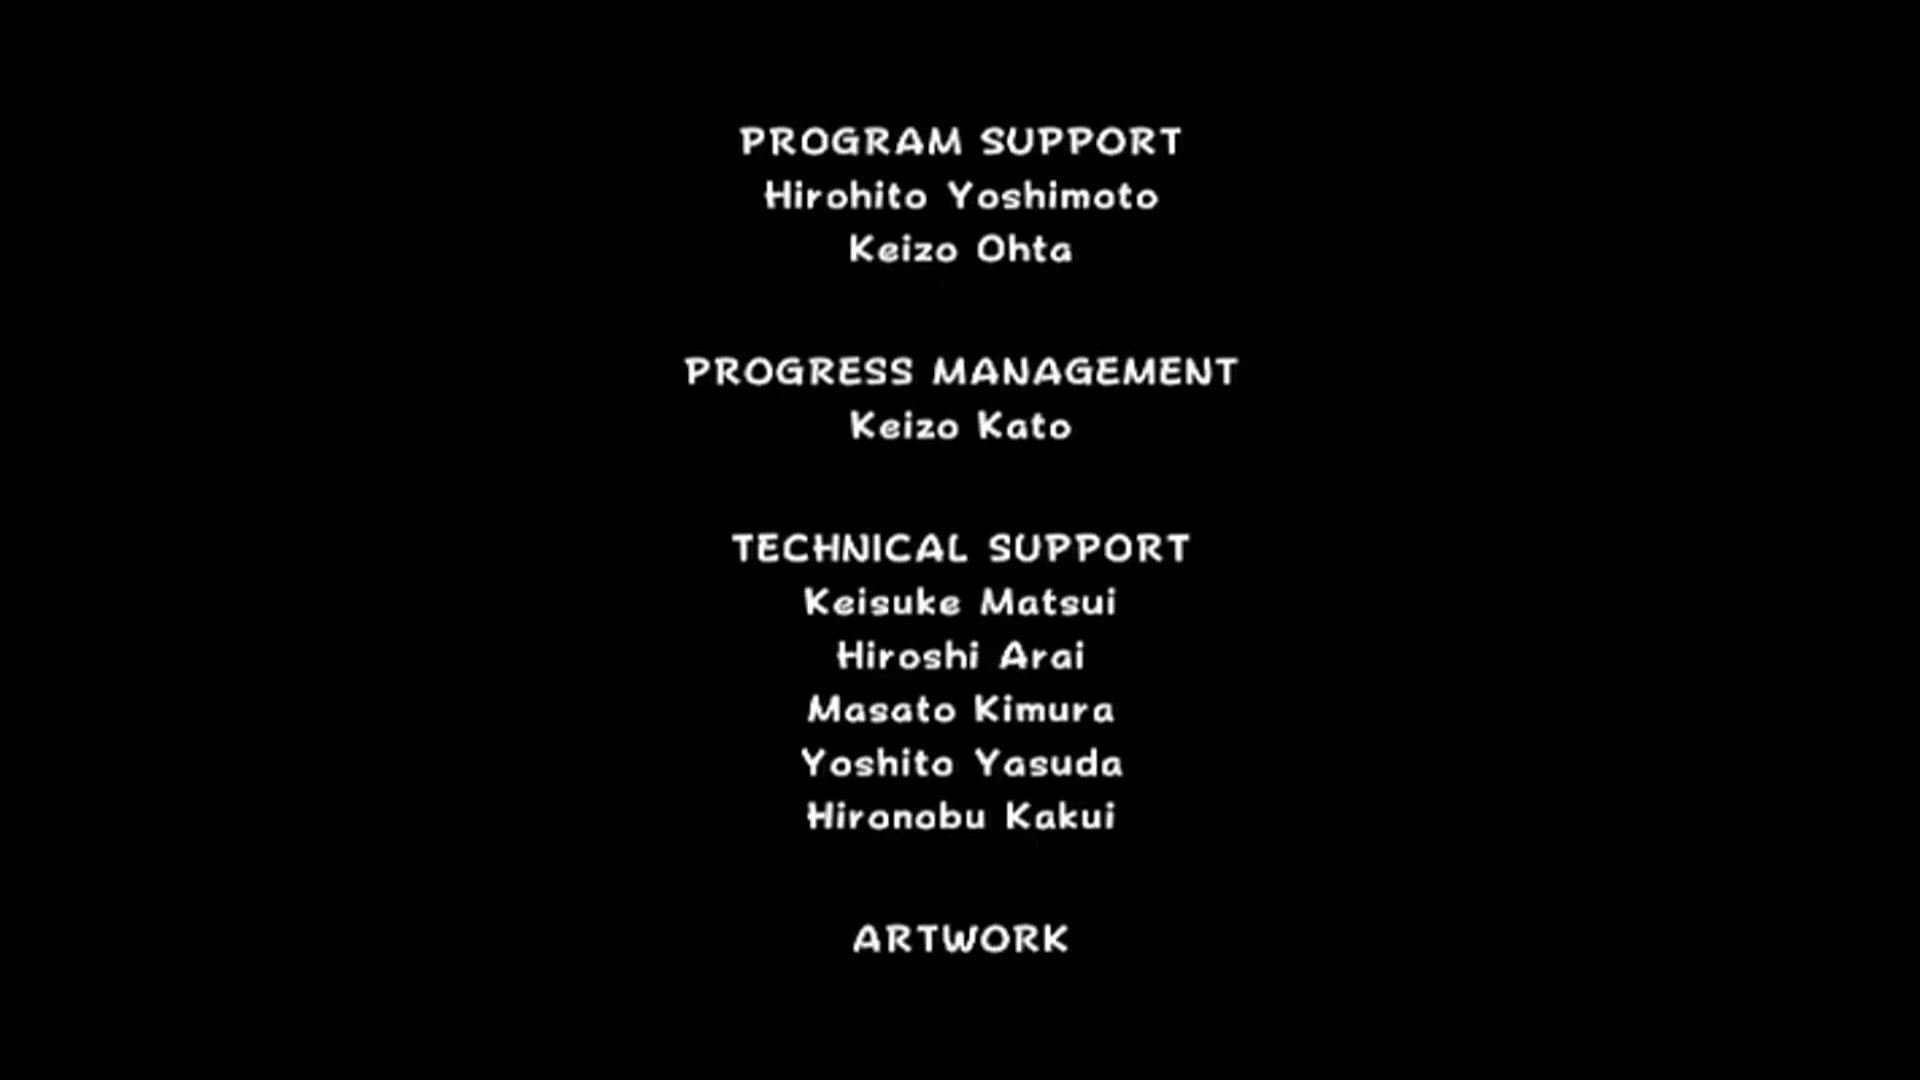 PROGRAM SUPPORT
Hirohito Yoshimoto
Keizo Ohta
PROGRESS MANAGEMENT
Keizo Kato
TECHNICAL SUPPORT
Keisuke Matsui
Hiroshi Arai
Masato Kimura
Yoshito Yasuda
Hironobu Kakui
ARTWORK